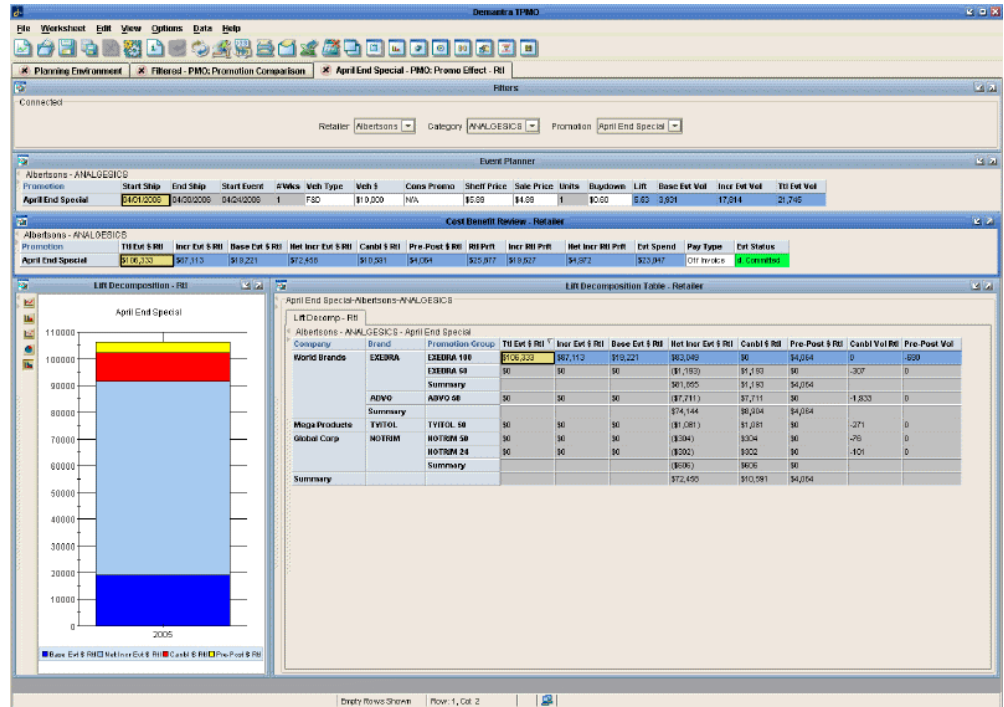 Demantra TPMO
File Worksheet Edit View Options Data Help
Planning Environment Filtered - PMO: Promotion Comparison April End Special - PMO: Promo Effect - Rtl
Filters
Connected
Retailer Albertsons Category ANALGESICS Promotion April End Special
Event Planner
Albertsons - ANALGESICS
Promotion Start Ship End Ship Start Event #Wks Veh Type Veh $ Cons Promo Shelf Price Sale Price Units Buydown Lift Base Evt Vol Incr Evt Vol Ttl Evt Vol
April End Special 04/01/2006 04/30/2006 04/24/2006 1 F&D $10,000 N/A $5.89 $4.89 1 $0.60 5.63 3,931 17,814 21,745
Cost Benefit Review - Retailer
Albertsons - ANALGESICS
Promotion Ttl Evt $ Rtl Incr Evt $ Rtl Base Evt $ Rtl Net Incr Evt $ Rtl Canbl $ Rtl Pre-Post $ Rtl Rtl Prft Incr Rtl Prft Net Incr Rtl Prft Evt Spend Pay Type Evt Status
April End Special $106,333 $87,113 $19,221 $72,458 $10,591 $4,064 $25,877 $19,627 $4,972 $23,047 Off Invoice d. Committed
Lift Decomposition - Rtl
Lift Decomposition Table - Retailer
April End Special
110000
100000
90000
80000
70000
60000
50000
40000
30000
20000
10000
0
2005
Base Evt $ Rtl Net Incr Evt $ Rtl Canbl $ Rtl Pre-Post $ Rtl
April End Special-Albertsons-ANALGESICS
Lift Decomp - Rtl
Albertsons - ANALGESICS - April End Special
Company Brand Promotion Group Ttl Evt $ Rtl Incr Evt $ Rtl Base Evt $ Rtl Net Incr Evt $ Rtl Canbl $ Rtl Pre-Post $ Rtl Canbl Vol Rtl Pre-Post Vol
World Brands EXEDRA EXEDRA 100 $106,333 $87,113 $19,221 $83,049 $0 $4,064 0
EXEDRA 50 $0 $0 $0 ($1,193) $1,193 $0 -307 0
Summary $1,193 $4,064
ADVO ADVO 50 $0 $0 $0 ($7,711) $7,711 $0 -1,833 0
Summary $74,144 $8,904 $4,064
Mega Products TYITOL TYITOL 50 $0 $0 $0 ($1,081) $1,081 $0 -271 0
Global Corp NOTRIM NOTRIM 50 $0 $0 $0 ($304) $304 $0 -76 0
NOTRIM 24 $0 $0 $0 ($302) $302 $0 -101 0
Summary ($606) $606 $0
Summary $72,458 $10,591 $4,064
Empty Rows Shown Row: 1, Col: 2